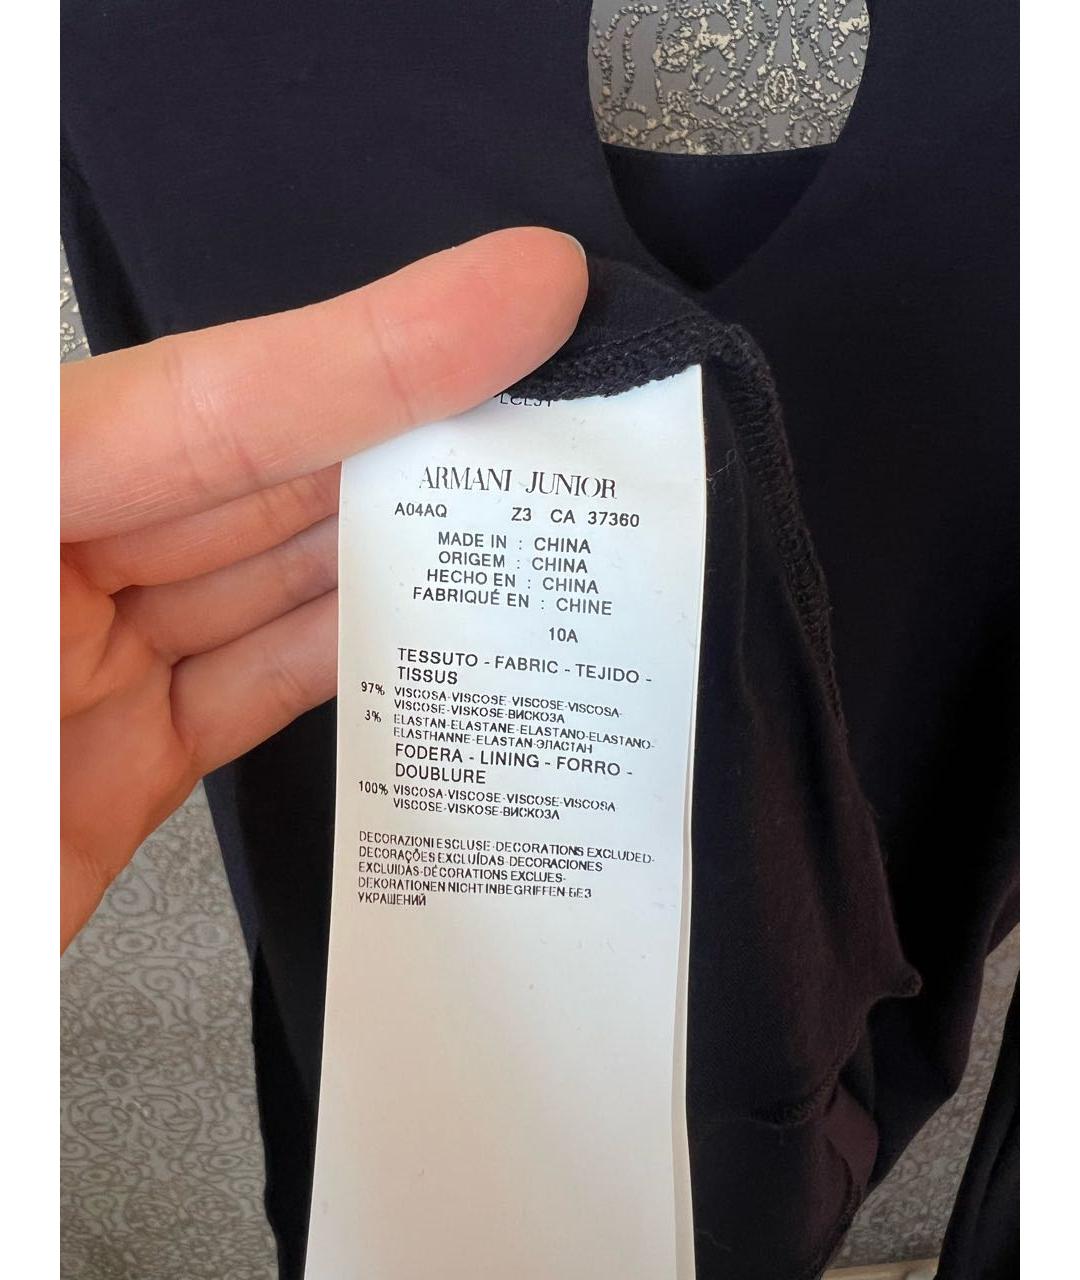 ARMANI JUNIOR
A04AQ Z3 CA 37360
MADE IN : CHINA
ORIGEM : CHINA
HECHO EN : CHINA
FABRIQUÉ EN : CHINE
10A
TESSUTO - FABRIC - TEJIDO -
TISSUS
97% VISCOSA-VISCOSE-VISCOSE-VISCOSA-
VISCOSE-VISKOSE-ВИСКОЗА
3% ELASTAN-ELASTANE-ELASTANO-ELASTANO-
ELASTHANNE-ELASTAN-ЭЛАСТАН
FODERA - LINING - FORRO -
DOUBLURE
100% VISCOSA-VISCOSE-VISCOSE-VISCOSA
VISCOSE-VISKOSE-ВИСКОЗА
DECORAZIONI ESCLUSE-DECORATIONS EXCLUDED-
DECORAÇÕES EXCLUÍDAS-DECORACIONES
EXCLUIDAS-DÉCORATIONS EXCLUES-
DEKORATIONEN NICHT INBEGRIFFEN-БЕЗ
УКРАШЕНИЙ